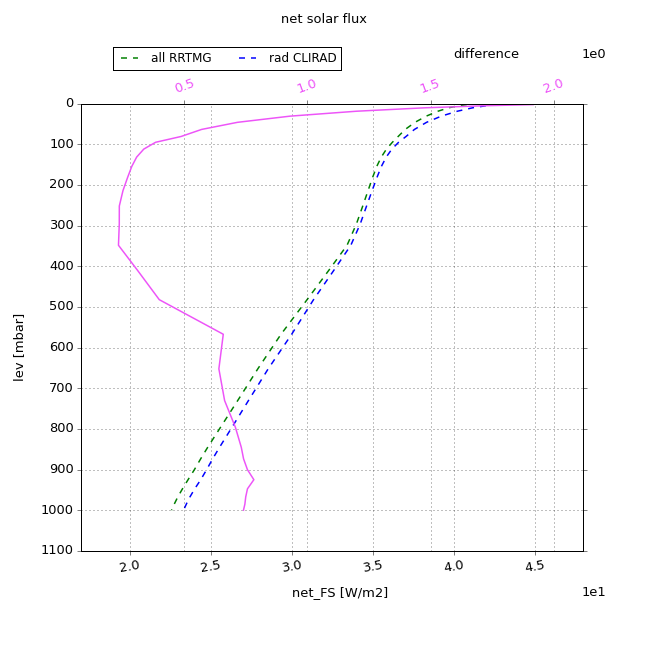 net solar flux
all RRTMG rad CLIRAD
difference 1e0
0.5 1.0 1.5 2.0
0
100
200
300
400
500
600
700
800
900
1000
1100
lev [mbar]
2.0 2.5 3.0 3.5 4.0 4.5
net_FS [W/m2] 1e1